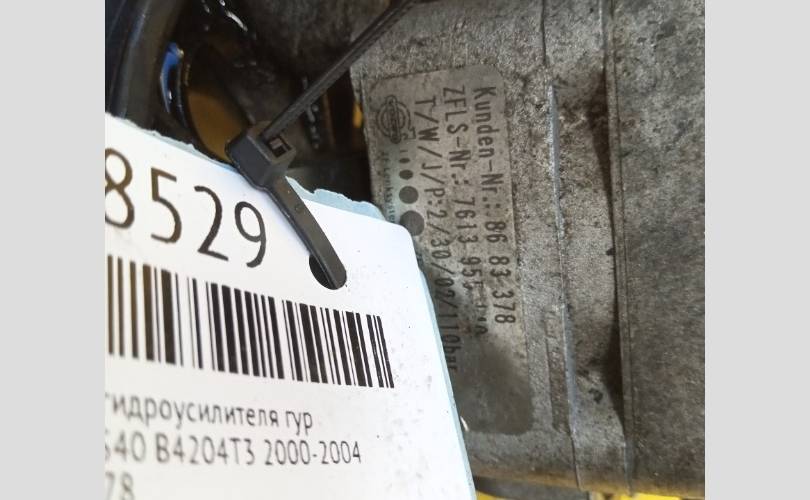 Kunden-Nr.: 86 83 378
ZFLS-Nr.: 7613 955
T/W/J/P:2/30/02/110bar
8529
гидроусилителя гур
S40 B4204T3 2000-2004
78